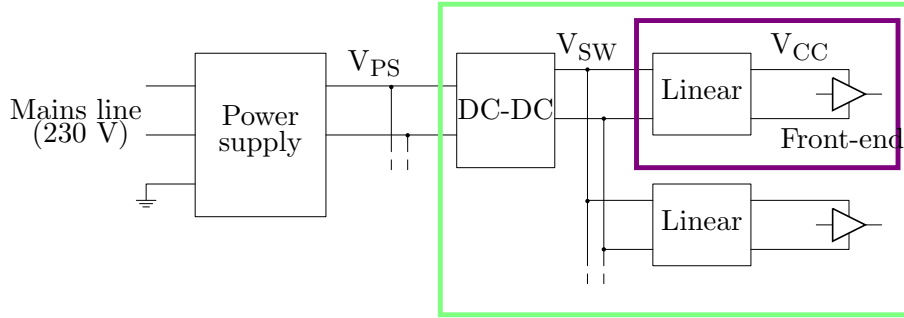 V_PS
V_SW
V_CC
Mains line
(230 V)
Power
supply
DC-DC
Linear
Front-end
Linear